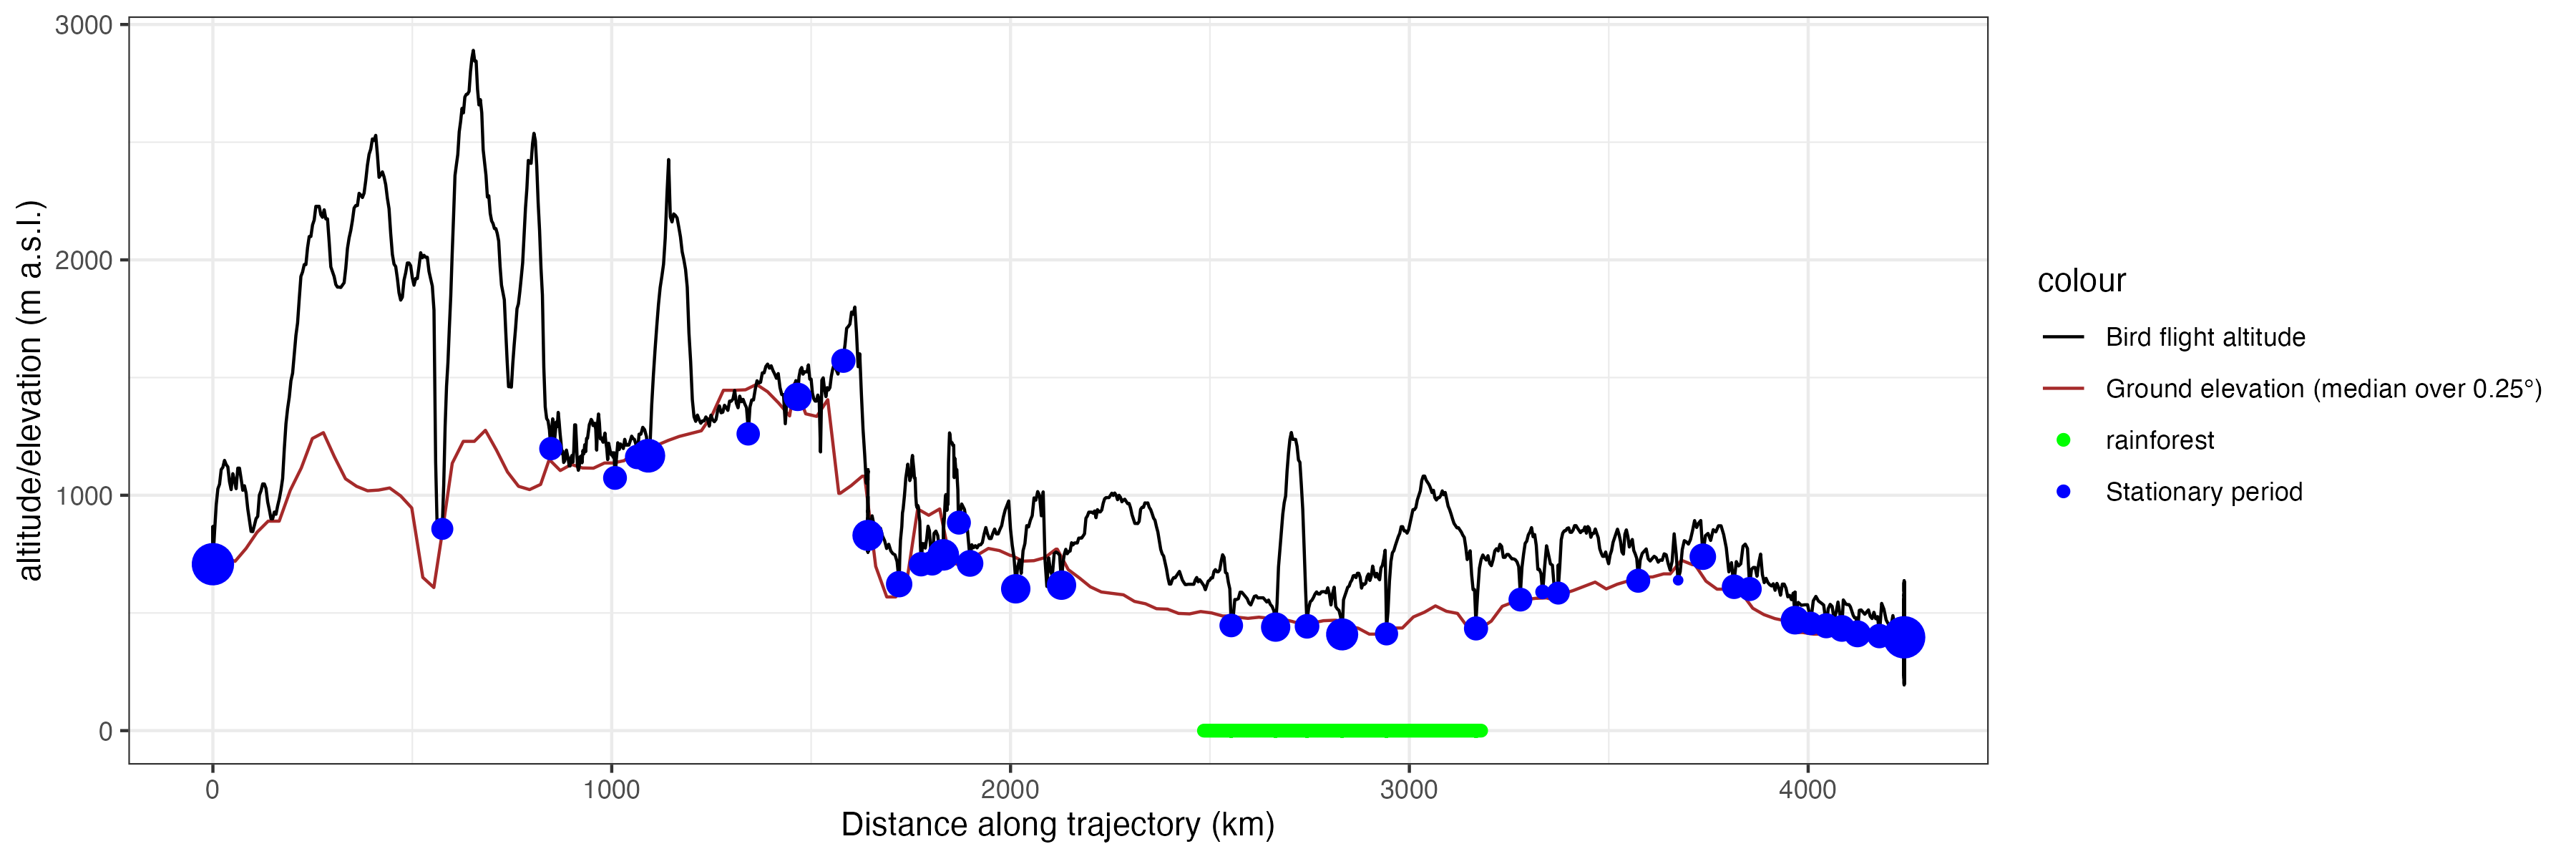 3000
2000
1000
0
altitude/elevation (m a.s.l.)
0 1000 2000 3000 4000
Distance along trajectory (km)
colour
Bird flight altitude
Ground elevation (median over 0.25°)
rainforest
Stationary period